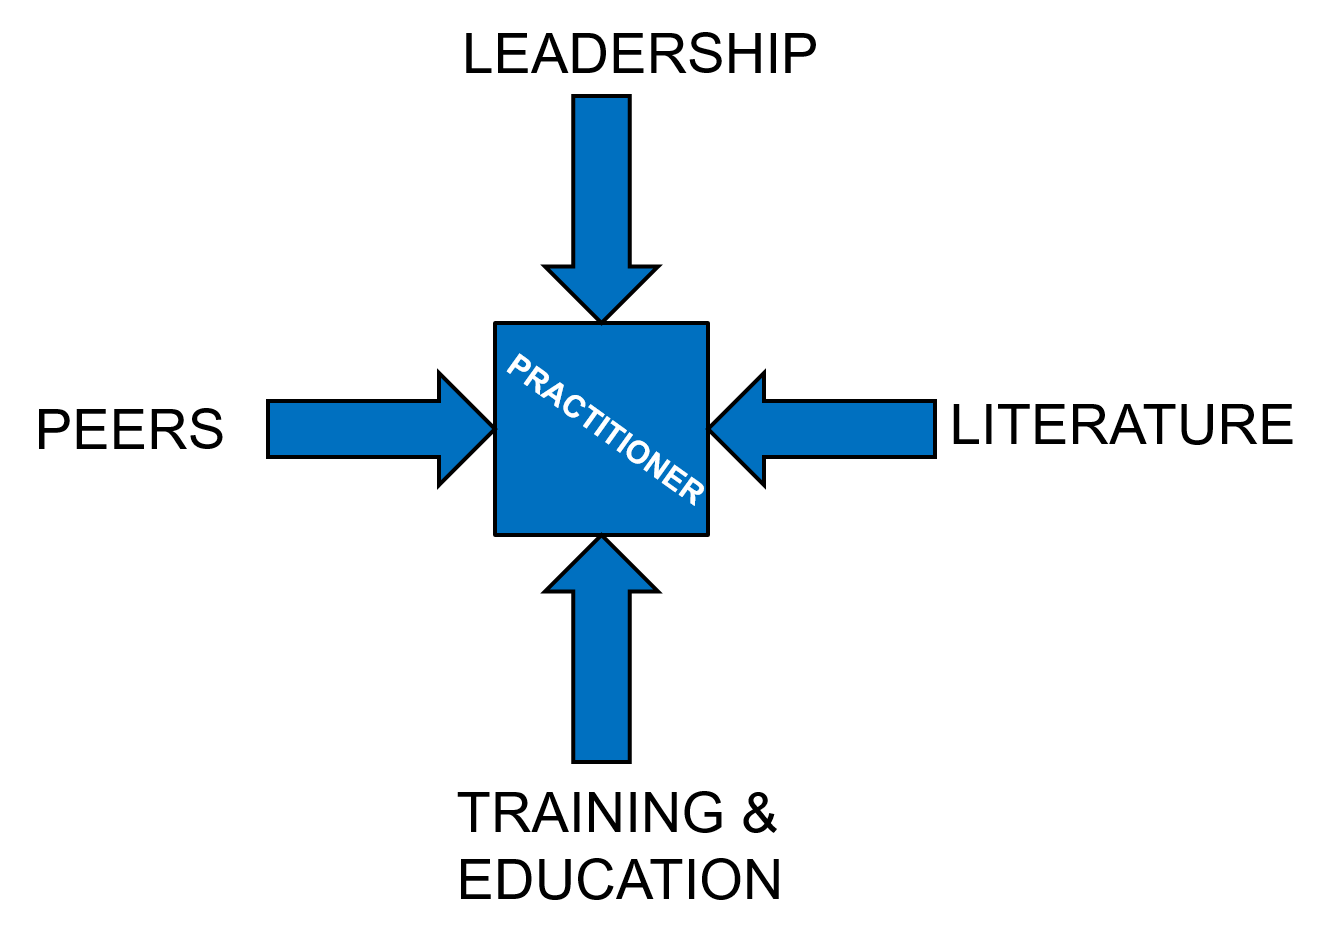 LEADERSHIP
PRACTITIONER
PEERS
LITERATURE
TRAINING &
EDUCATION